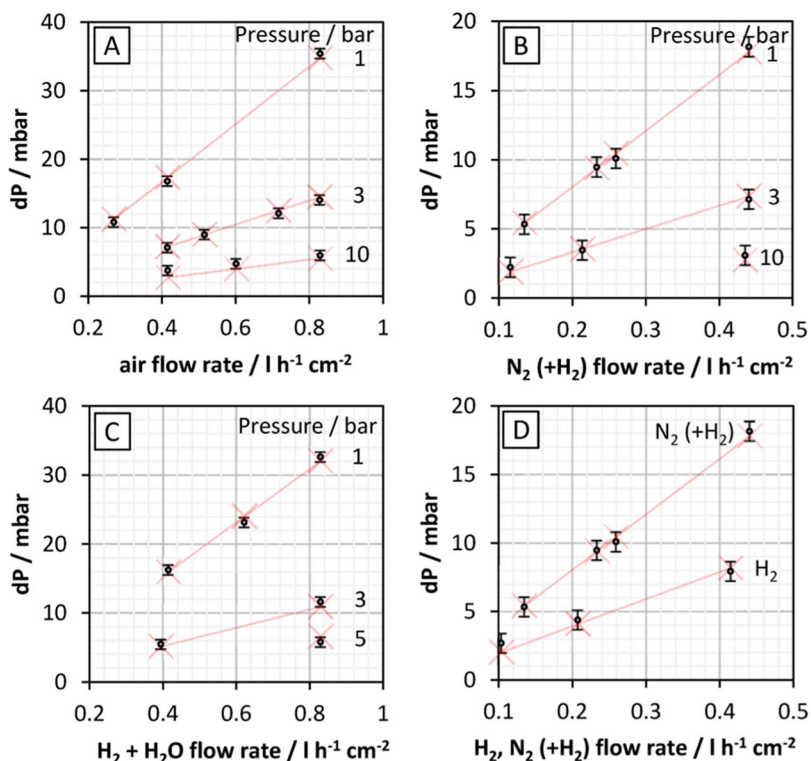 A
Pressure / bar
1
3
10
40
30
20
10
0
dP / mbar
0.2 0.4 0.6 0.8 1
air flow rate / l h⁻¹ cm⁻²
B
Pressure / bar
1
3
10
20
15
10
5
0
dP / mbar
0.1 0.2 0.3 0.4 0.5
N₂ (+H₂) flow rate / l h⁻¹ cm⁻²
C
Pressure / bar
1
3
5
40
30
20
10
0
dP / mbar
0.2 0.4 0.6 0.8 1
H₂ + H₂O flow rate / l h⁻¹ cm⁻²
D
N₂ (+H₂)
H₂
20
15
10
5
0
dP / mbar
0.1 0.2 0.3 0.4 0.5
H₂, N₂ (+H₂) flow rate / l h⁻¹ cm⁻²